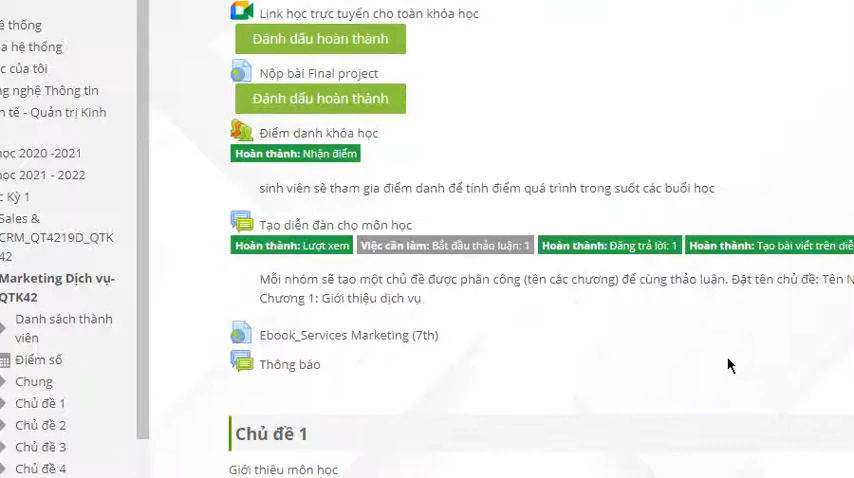 ệ thống
a hệ thống
c của tôi
ng nghệ Thông tin
n tế - Quản trị Kinh
học 2020 -2021
học 2021 - 2022
c Kỳ 1
Sales &
CRM_QT4219D_QTK
42
Marketing Dịch vụ-
QTK42
Danh sách thành
viên
Điểm số
Chung
Chủ đề 1
Chủ đề 2
Chủ đề 3
Chủ đề 4
Link học trực tuyến cho toàn khóa học
Đánh dấu hoàn thành
Nộp bài Final project
Đánh dấu hoàn thành
Điểm danh khóa học
Hoàn thành: Nhận điểm
sinh viên sẽ tham gia điểm danh để tính điểm quá trình trong suốt các buổi học
Tạo diễn đàn cho môn học
Hoàn thành: Lượt xem Việc cần làm: Bắt đầu thảo luận: 1 Hoàn thành: Đăng trả lời: 1 Hoàn thành: Tạo bài viết trên diễ
Mỗi nhóm sẽ tạo một chủ đề được phân công (tên các chương) để cùng thảo luận. Đặt tên chủ đề: Tên N
Chương 1: Giới thiệu dịch vụ
Ebook_Services Marketing (7th)
Thông báo
Chủ đề 1
Giới thiệu môn học